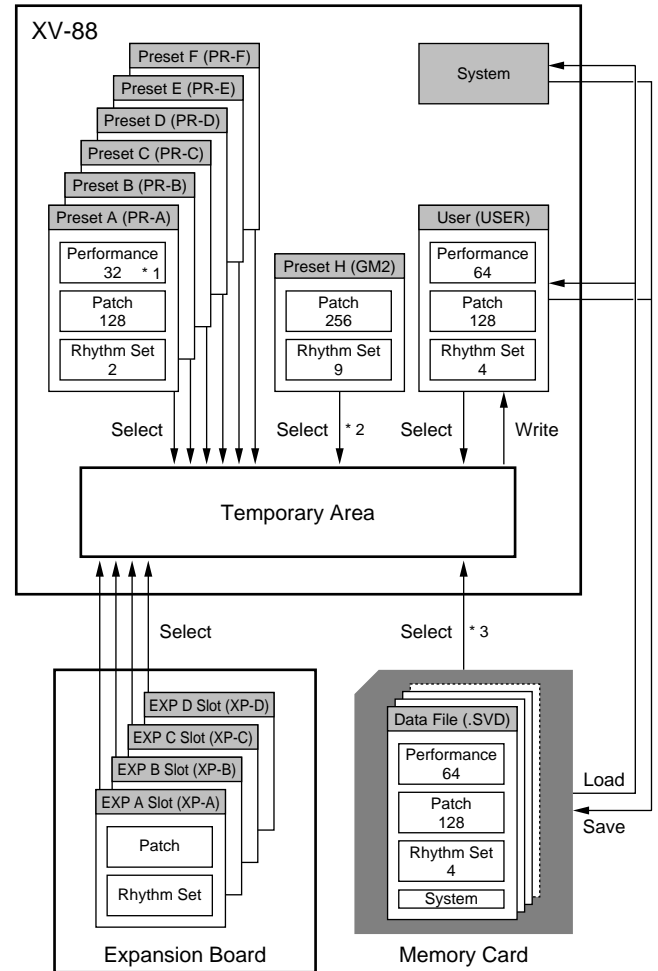 XV-88
Preset F (PR-F)
Preset E (PR-E)
Preset D (PR-D)
Preset C (PR-C)
Preset B (PR-B)
Preset A (PR-A)
Performance
32 * 1
Patch
128
Rhythm Set
2
Preset H (GM2)
Patch
256
Rhythm Set
9
System
User (USER)
Performance
64
Patch
128
Rhythm Set
4
Select
Select * 2
Select
Write
Temporary Area
Select
Select * 3
EXP D Slot (XP-D)
EXP C Slot (XP-C)
EXP B Slot (XP-B)
EXP A Slot (XP-A)
Patch
Rhythm Set
Expansion Board
Data File (.SVD)
Performance
64
Patch
128
Rhythm Set
4
System
Load
Save
Memory Card